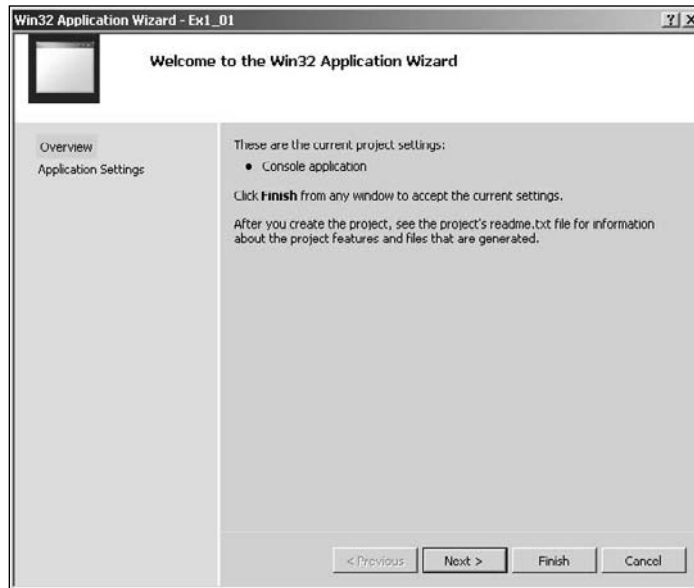 Win32 Application Wizard - Ex1_01
Welcome to the Win32 Application Wizard
Overview
Application Settings
These are the current project settings:
• Console application
Click Finish from any window to accept the current settings.
After you create the project, see the project's readme.txt file for information
about the project features and files that are generated.
< Previous
Next >
Finish
Cancel